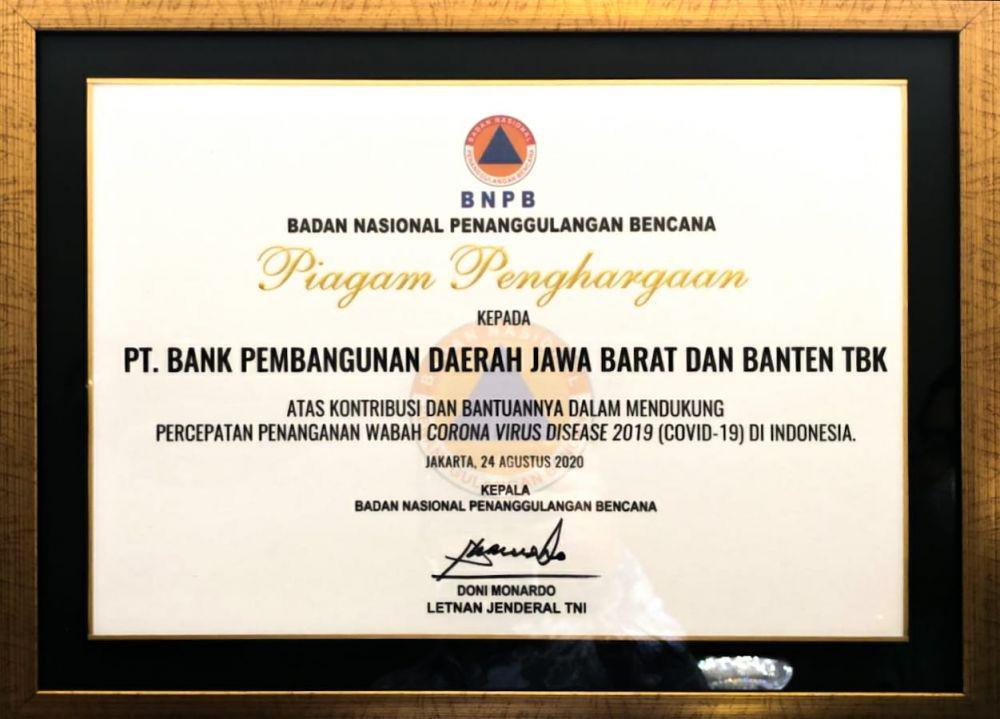 BADAN NASIONAL
PENANGGULANGAN BENCANA
BNPB
BADAN NASIONAL PENANGGULANGAN BENCANA
Piagam Penghargaan
KEPADA
PT. BANK PEMBANGUNAN DAERAH JAWA BARAT DAN BANTEN TBK
ATAS KONTRIBUSI DAN BANTUANNYA DALAM MENDUKUNG
PERCEPATAN PENANGANAN WABAH CORONA VIRUS DISEASE 2019 (COVID-19) DI INDONESIA.
JAKARTA, 24 AGUSTUS 2020
KEPALA
BADAN NASIONAL PENANGGULANGAN BENCANA
DONI MONARDO
LETNAN JENDERAL TNI